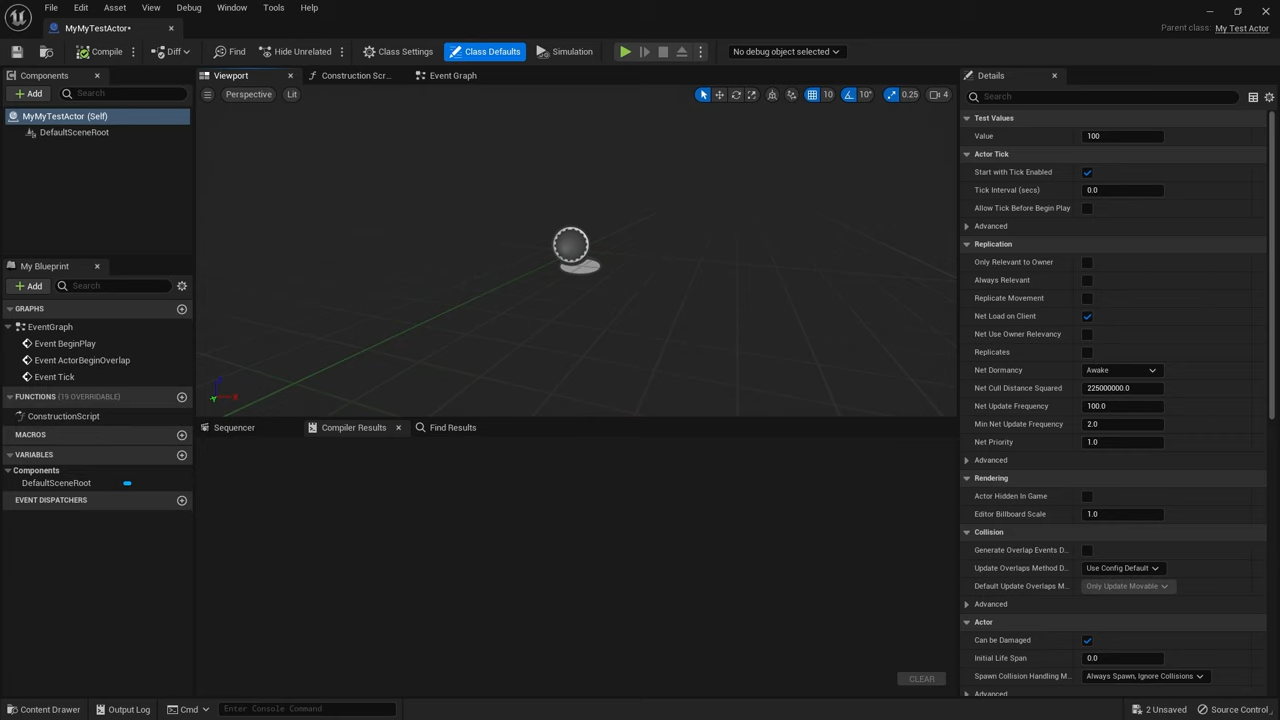 File Edit Asset View Debug Window Tools Help
MyMyTestActor•
Parent class: My Test Actor
Compile Diff Find Hide Unrelated Class Settings Class Defaults Simulation No debug object selected
Components
Add Search
MyMyTestActor (Self)
DefaultSceneRoot
My Blueprint
Add Search
GRAPHS
EventGraph
Event BeginPlay
Event ActorBeginOverlap
Event Tick
FUNCTIONS (19 OVERRIDABLE)
ConstructionScript
MACROS
VARIABLES
Components
DefaultSceneRoot
EVENT DISPATCHERS
Viewport Construction Scr... Event Graph
Perspective Lit 10 10° 0.25 4
Sequencer Compiler Results Find Results
CLEAR
Details
Search
Test Values
Value 100
Actor Tick
Start with Tick Enabled
Tick Interval (secs) 0.0
Allow Tick Before Begin Play
Advanced
Replication
Only Relevant to Owner
Always Relevant
Replicate Movement
Net Load on Client
Net Use Owner Relevancy
Replicates
Net Dormancy Awake
Net Cull Distance Squared 225000000.0
Net Update Frequency 100.0
Min Net Update Frequency 2.0
Net Priority 1.0
Advanced
Rendering
Actor Hidden In Game
Editor Billboard Scale 1.0
Collision
Generate Overlap Events D...
Update Overlaps Method D... Use Config Default
Default Update Overlaps M... Only Update Movable
Advanced
Actor
Can be Damaged
Initial Life Span 0.0
Spawn Collision Handling M... Always Spawn, Ignore Collisions
Advanced
Content Drawer Output Log Cmd Enter Console Command 2 Unsaved Source Control